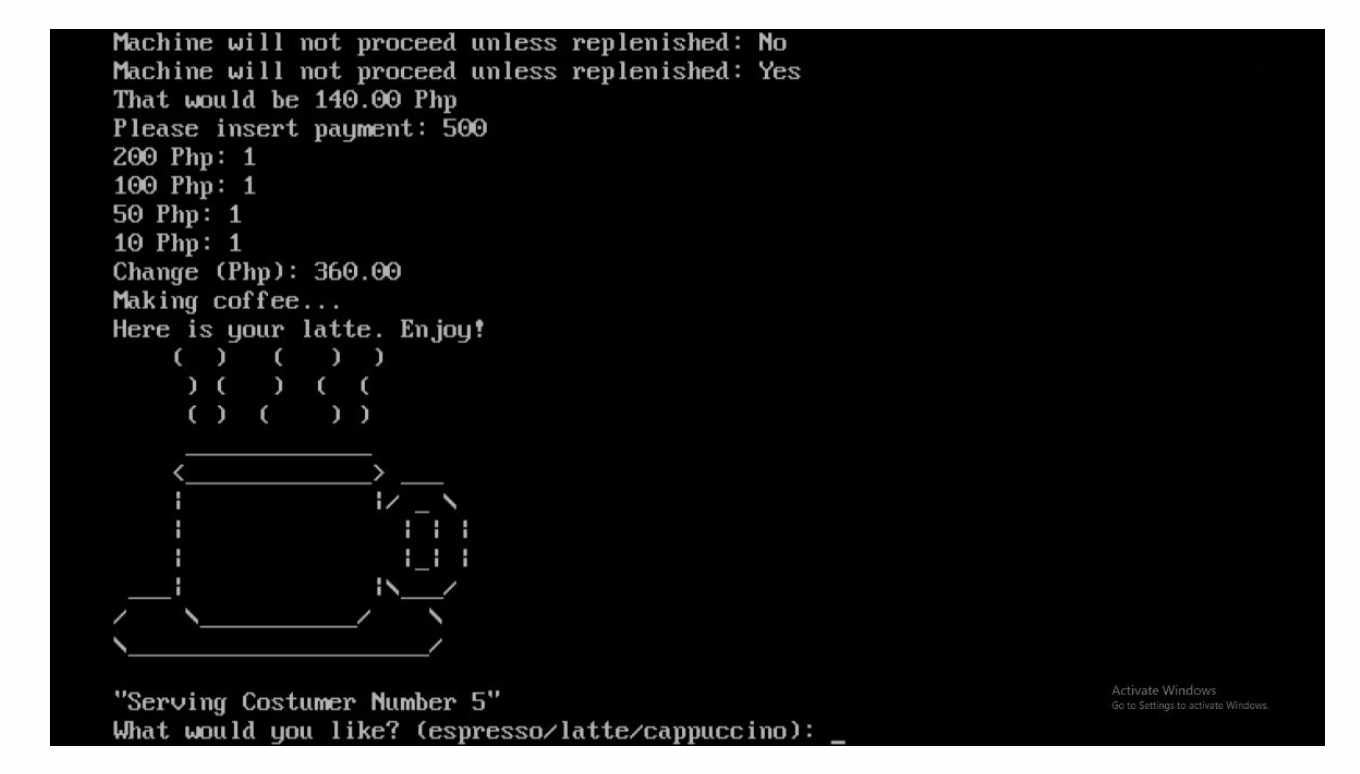 Machine will not proceed unless replenished: No
Machine will not proceed unless replenished: Yes
That would be 140.00 Php
Please insert payment: 500
200 Php: 1
100 Php: 1
50 Php: 1
10 Php: 1
Change (Php): 360.00
Making coffee...
Here is your latte. Enjoy!
"Serving Costumer Number 5"
What would you like? (espresso/latte/cappuccino): _
Activate Windows
Go to Settings to activate Windows.